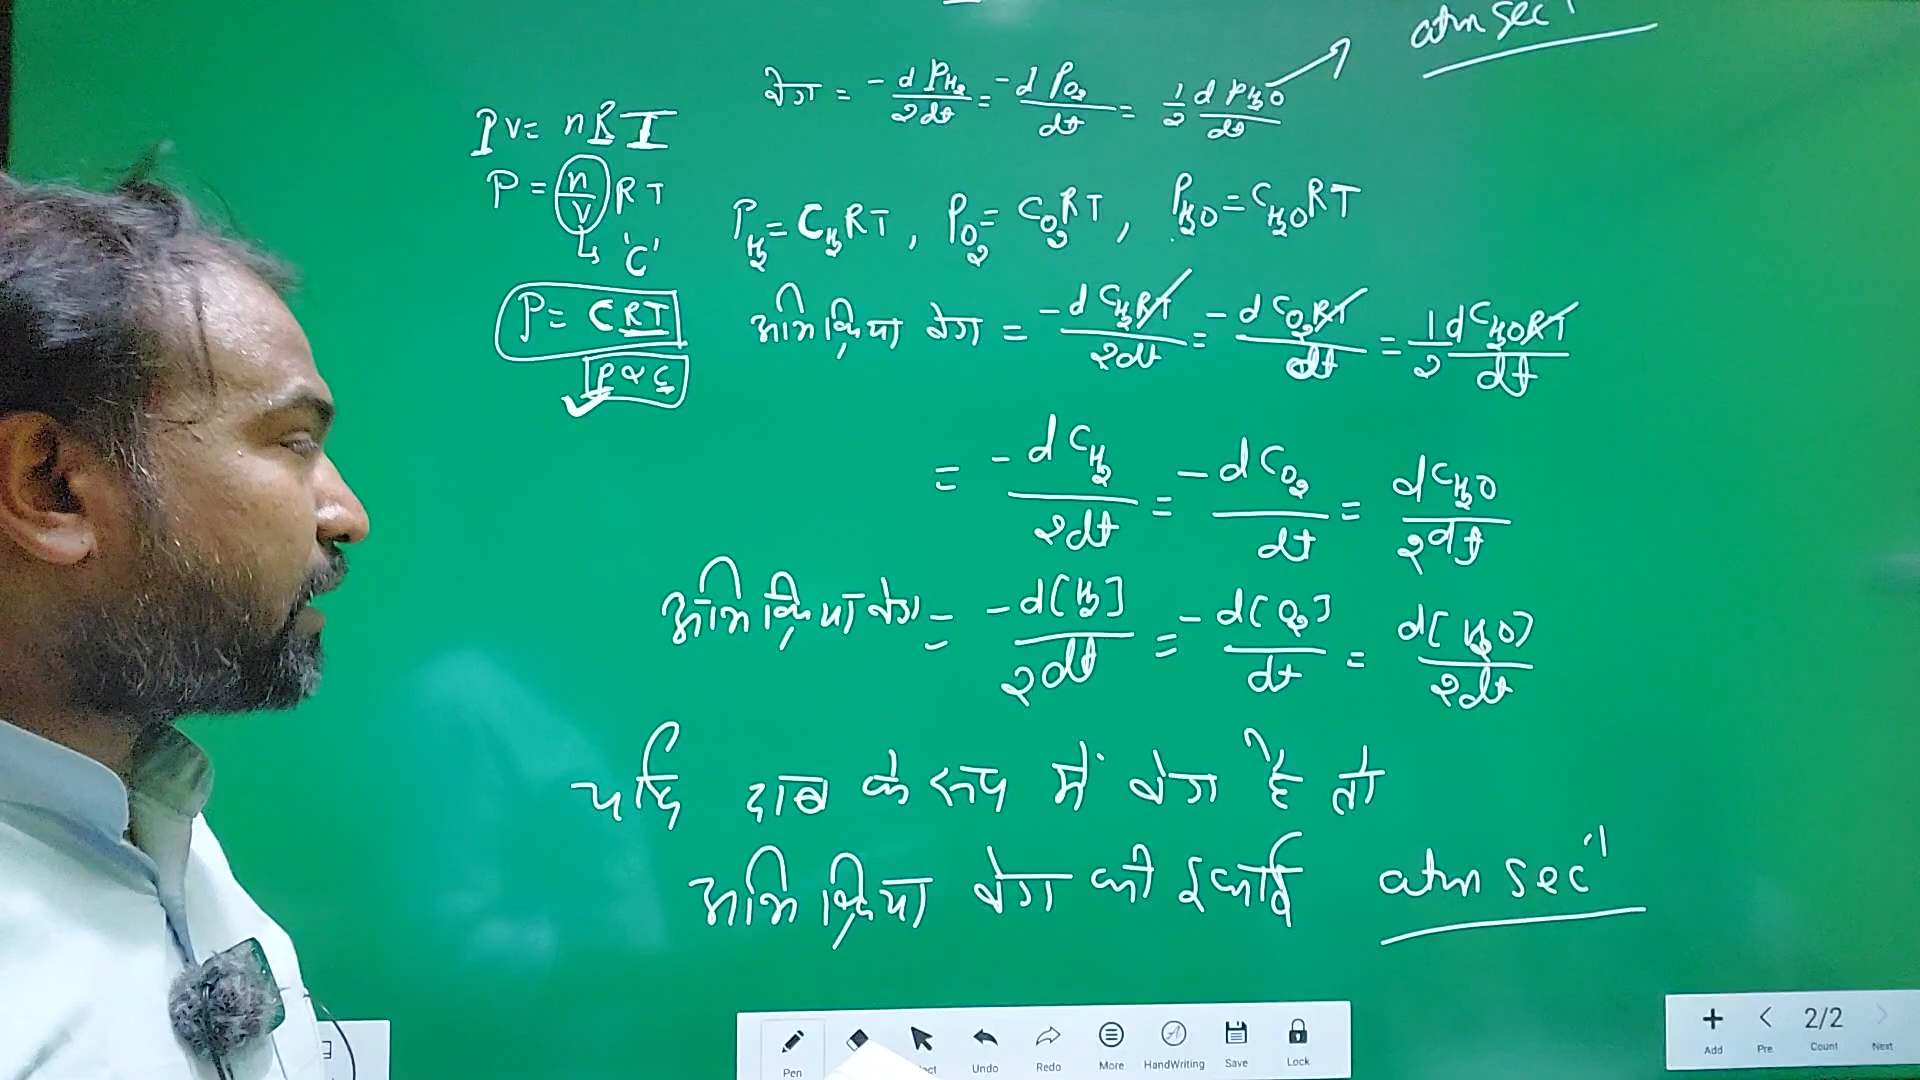 atm sec⁻¹
वेग = -dP_H₂/2dt = -dP_O₂/dt = 1/2 dP_H₂O/dt
PV = nRT
P = (n/V) RT
↳ 'C'
P = CRT
P ∝ C
P_H₂ = C_H₂RT, P_O₂ = C_O₂RT, P_H₂O = C_H₂ORT
अभिक्रिया वेग = -dC_H₂RT/2dt = -dC_O₂RT/dt = 1/2 dC_H₂ORT/dt
= -dC_H₂/2dt = -dC_O₂/dt = dC_H₂O/2dt
अभिक्रिया वेग = -d[H₂]/2dt = -d[O₂]/dt = d[H₂O]/2dt
यदि दाब के रूप में वेग है तो
अभिक्रिया वेग की इकाई atm sec⁻¹
Pen Undo Redo More HandWriting Save Lock
+ < 2/2 >
Add Pre Count Next